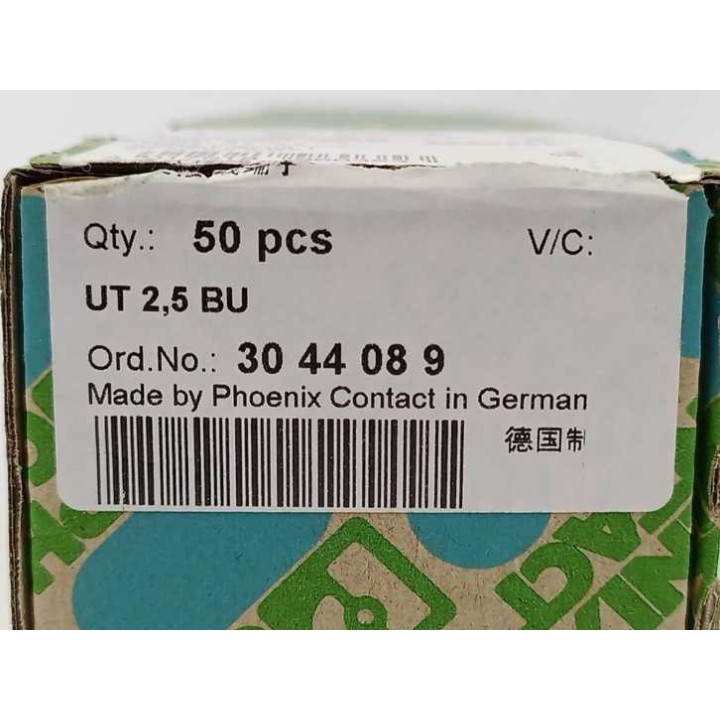 Qty.: 50 pcs V/C:
UT 2,5 BU
Ord.No.: 30 44 08 9
Made by Phoenix Contact in German
德国制